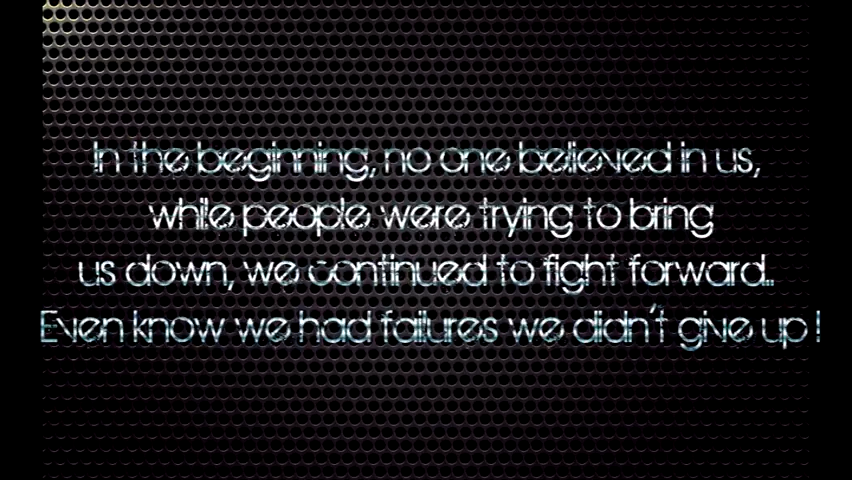 In the beginning, no one believed in us,
while people were trying to bring
us down, we continued to fight forward..
Even know we had failures we didn't give up!